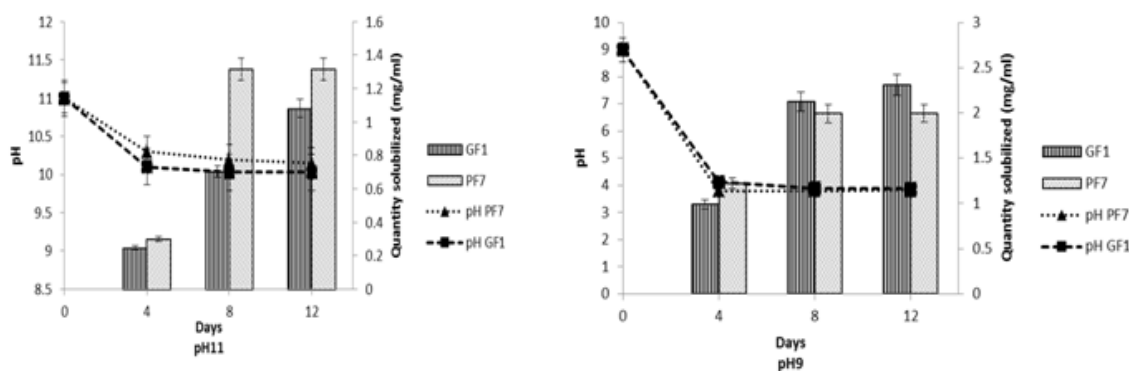 12
11.5
11
10.5
10
9.5
9
8.5
pH
1.6
1.4
1.2
1
0.8
0.6
0.4
0.2
0
Quantity solubilized (mg/ml)
0 4 8 12
Days
pH11
GF1
PF7
pH PF7
pH GF1
10
9
8
7
6
5
4
3
2
1
0
pH
3
2.5
2
1.5
1
0.5
0
Quantity solubilized (mg/ml)
0 4 8 12
Days
pH9
GF1
PF7
pH PF7
pH GF1